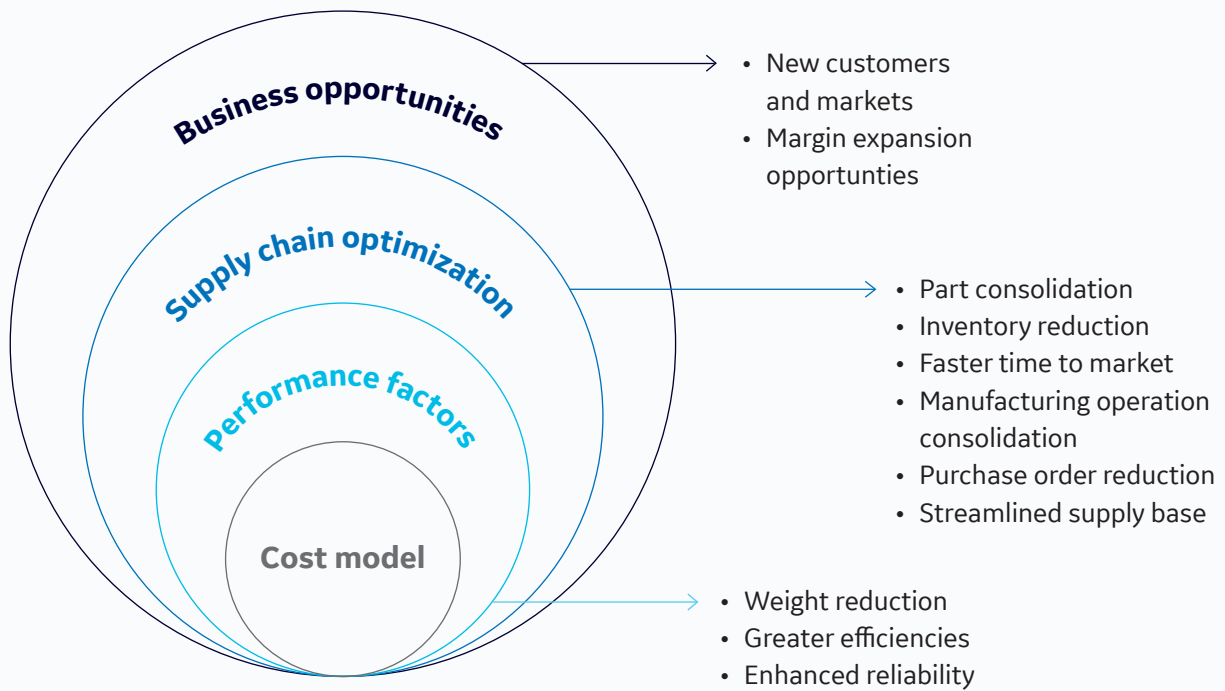 Business opportunities
• New customers
and markets
• Margin expansion
opportunties
Supply chain optimization
• Part consolidation
• Inventory reduction
• Faster time to market
• Manufacturing operation
consolidation
• Purchase order reduction
• Streamlined supply base
Performance factors
• Weight reduction
• Greater efficiencies
• Enhanced reliability
Cost model